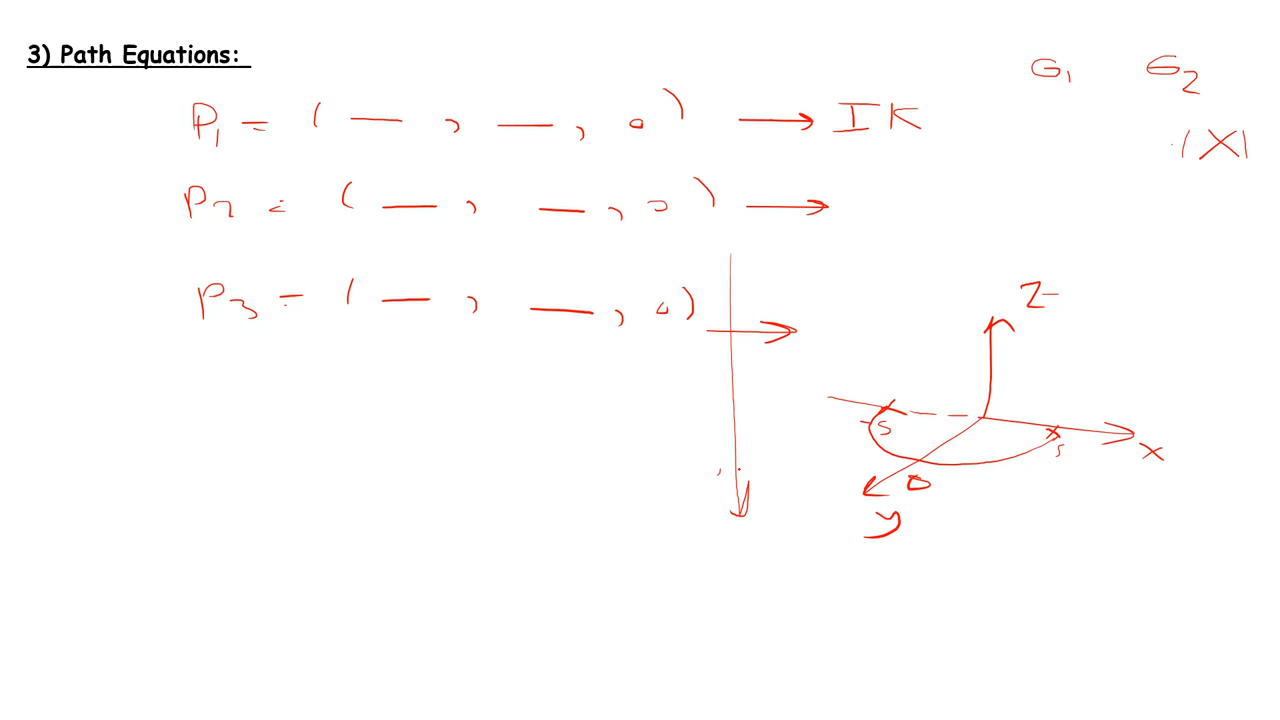 3) Path Equations:
G1 G2
P1 = ( — , — , 0 ) → IK
|X|
P2 = ( — , — , 0 ) →
P3 = ( — , — , 0 )
Z
-5
5
x
0
y